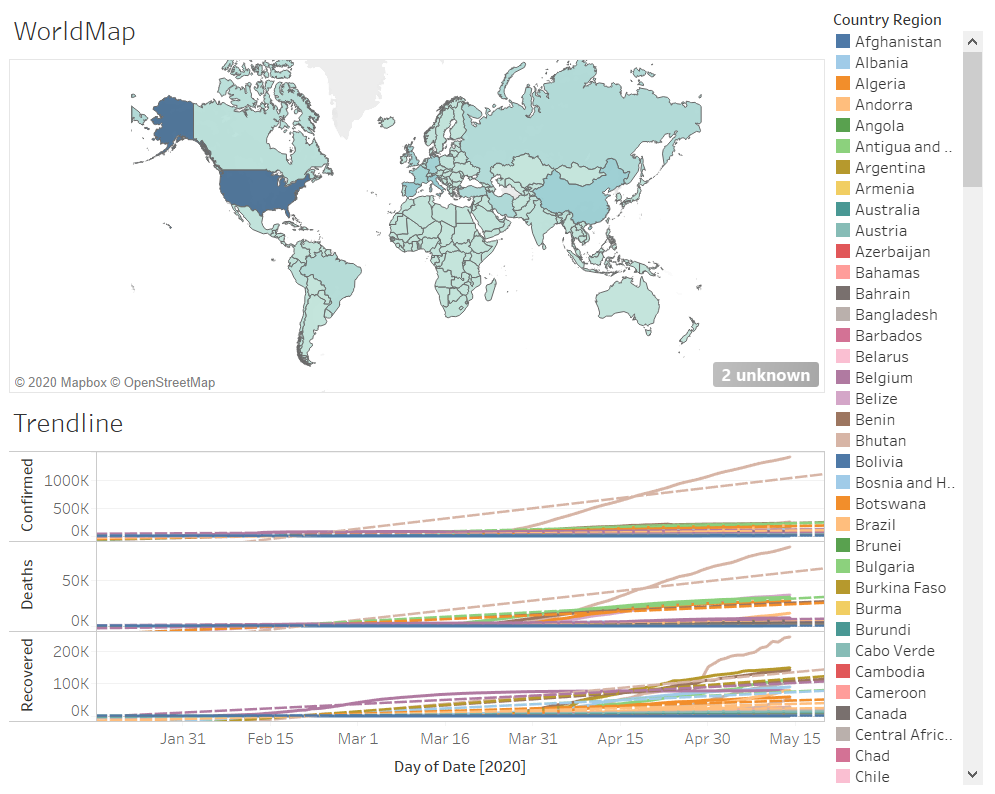 WorldMap
© 2020 Mapbox © OpenStreetMap
2 unknown
Trendline
Confirmed
1000K
500K
0K
Deaths
50K
0K
Recovered
200K
100K
0K
Jan 31
Feb 15
Mar 1
Mar 16
Mar 31
Apr 15
Apr 30
May 15
Day of Date [2020]
Country Region
Afghanistan
Albania
Algeria
Andorra
Angola
Antigua and ..
Argentina
Armenia
Australia
Austria
Azerbaijan
Bahamas
Bahrain
Bangladesh
Barbados
Belarus
Belgium
Belize
Benin
Bhutan
Bolivia
Bosnia and H..
Botswana
Brazil
Brunei
Bulgaria
Burkina Faso
Burma
Burundi
Cabo Verde
Cambodia
Cameroon
Canada
Central Afric..
Chad
Chile